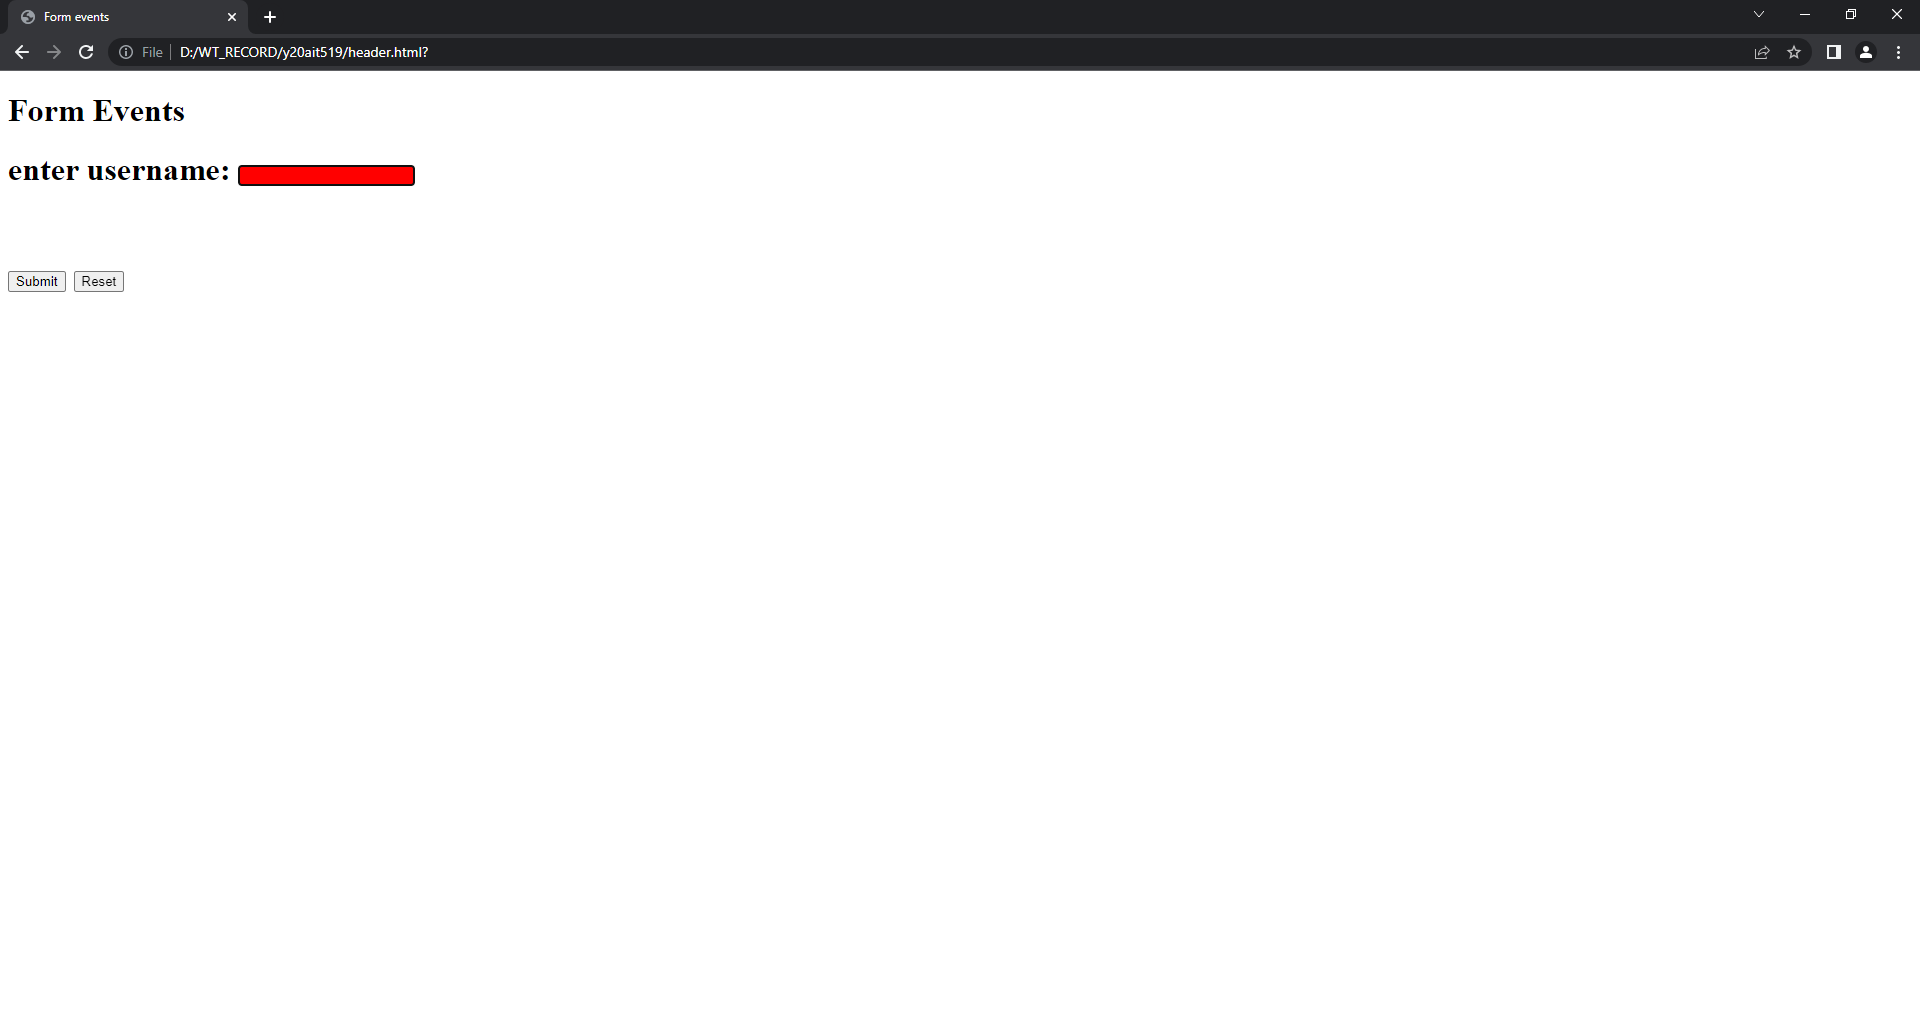 Form events
File D:/WT_RECORD/y20ait519/header.html?
Form Events
enter username:
Submit Reset